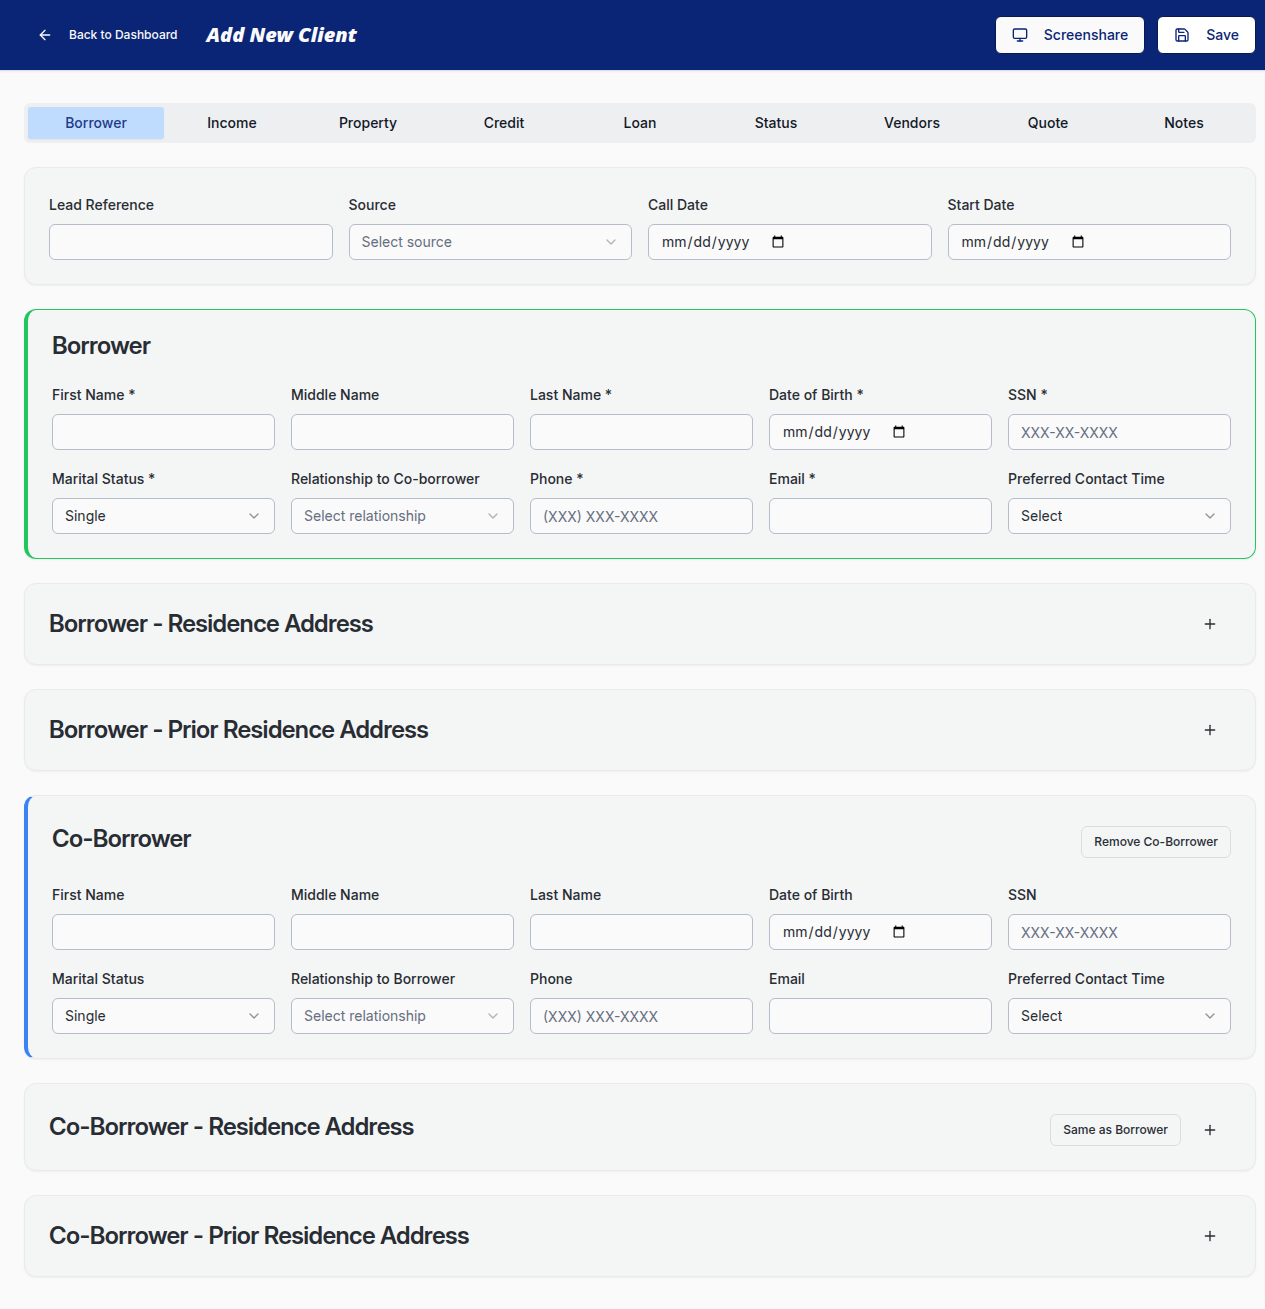 Back to Dashboard Add New Client Screenshare Save
Borrower Income Property Credit Loan Status Vendors Quote Notes
Lead Reference Source Call Date Start Date
Select source mm/dd/yyyy mm/dd/yyyy
Borrower
First Name * Middle Name Last Name * Date of Birth * SSN *
mm/dd/yyyy XXX-XX-XXXX
Marital Status * Relationship to Co-borrower Phone * Email * Preferred Contact Time
Single Select relationship (XXX) XXX-XXXX Select
Borrower - Residence Address
Borrower - Prior Residence Address
Co-Borrower Remove Co-Borrower
First Name Middle Name Last Name Date of Birth SSN
mm/dd/yyyy XXX-XX-XXXX
Marital Status Relationship to Borrower Phone Email Preferred Contact Time
Single Select relationship (XXX) XXX-XXXX Select
Co-Borrower - Residence Address Same as Borrower
Co-Borrower - Prior Residence Address